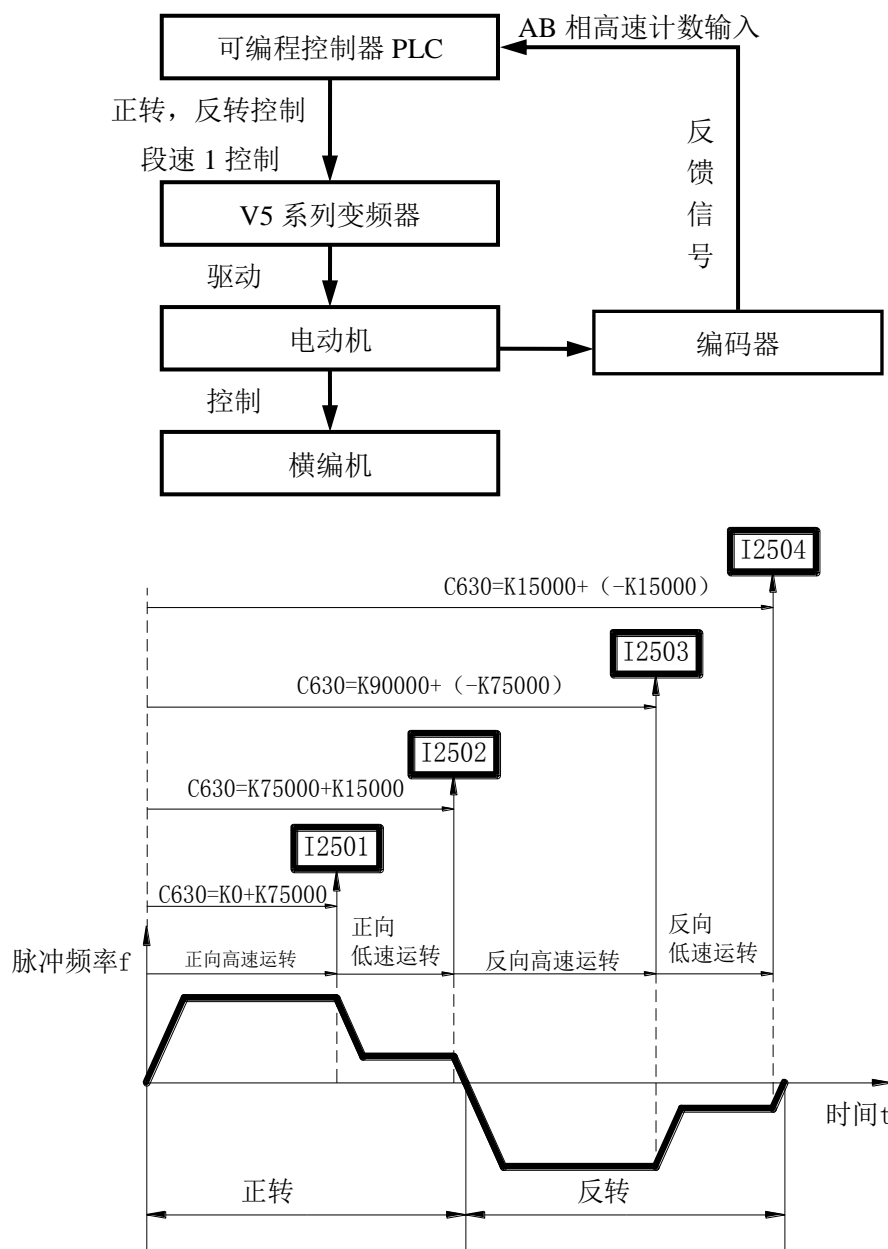 可编程控制器 PLC
AB 相高速计数输入
正转，反转控制
段速 1 控制
反
馈
信
号
V5 系列变频器
驱动
电动机
编码器
控制
横编机
I2504
C630=K15000+（-K15000）
I2503
C630=K90000+（-K75000）
I2502
C630=K75000+K15000
I2501
C630=K0+K75000
脉冲频率f
正向高速运转
正向
低速运转
反向高速运转
反向
低速运转
时间t
正转
反转